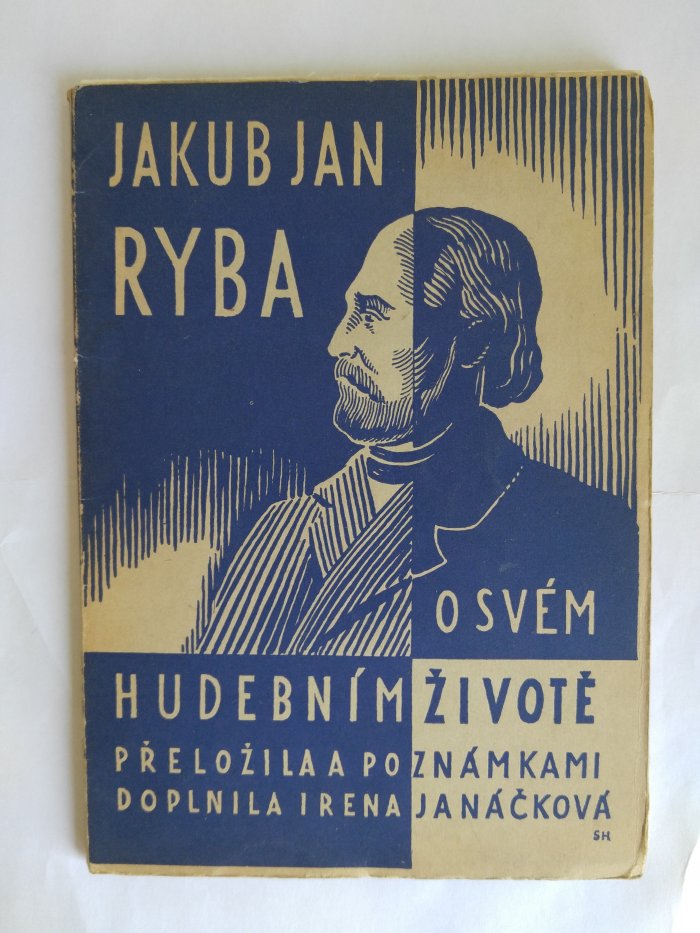 JAKUB JAN
RYBA
O SVÉM
HUDEBNÍM ŽIVOTĚ
PŘELOŽILA A POZNÁMKAMI
DOPLNILA IRENA JANÁČKOVÁ
SH